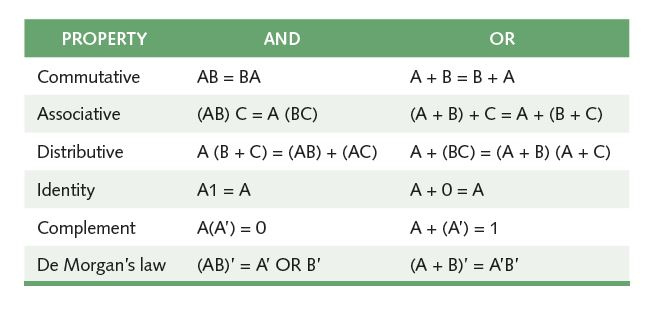 PROPERTY AND OR
Commutative AB = BA A + B = B + A
Associative (AB) C = A (BC) (A + B) + C = A + (B + C)
Distributive A (B + C) = (AB) + (AC) A + (BC) = (A + B) (A + C)
Identity A1 = A A + 0 = A
Complement A(A′) = 0 A + (A′) = 1
De Morgan's law (AB)′ = A′ OR B′ (A + B)′ = A′B′